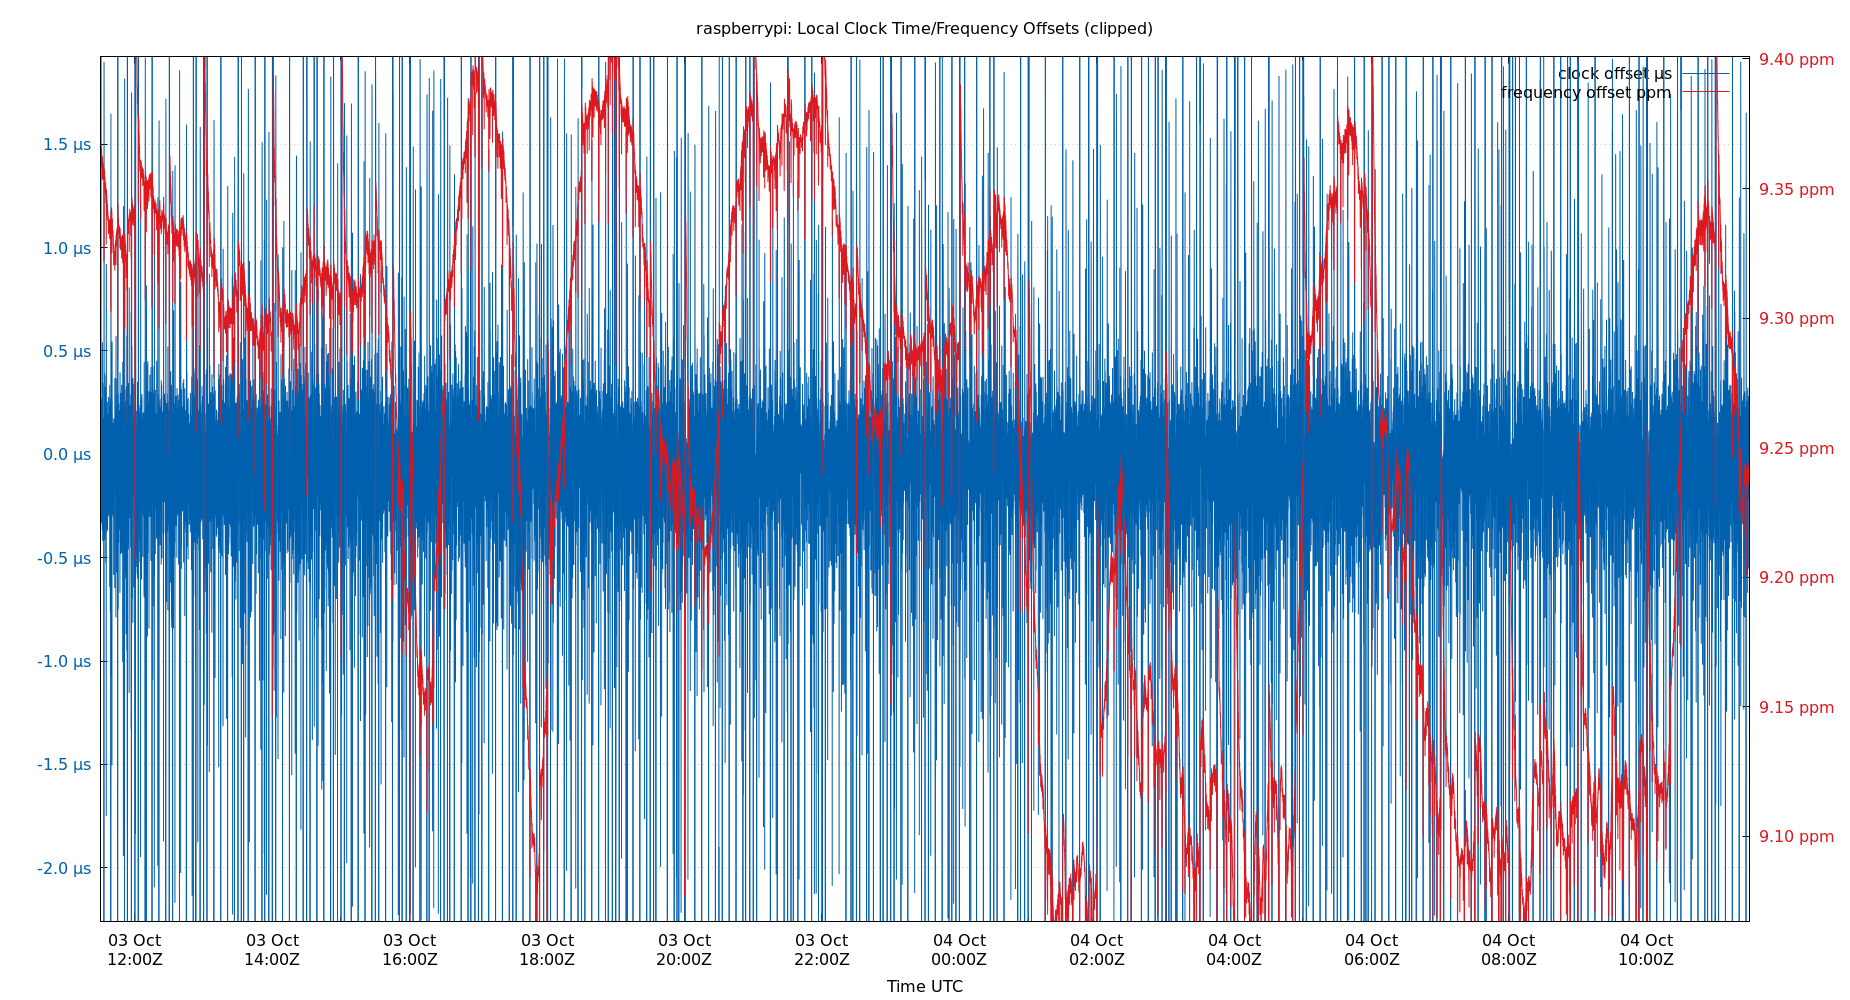 raspberrypi: Local Clock Time/Frequency Offsets (clipped)
clock offset µs
frequency offset ppm
1.5 µs
1.0 µs
0.5 µs
0.0 µs
-0.5 µs
-1.0 µs
-1.5 µs
-2.0 µs
9.40 ppm
9.35 ppm
9.30 ppm
9.25 ppm
9.20 ppm
9.15 ppm
9.10 ppm
03 Oct 03 Oct 03 Oct 03 Oct 03 Oct 03 Oct 04 Oct 04 Oct 04 Oct 04 Oct 04 Oct 04 Oct
12:00Z 14:00Z 16:00Z 18:00Z 20:00Z 22:00Z 00:00Z 02:00Z 04:00Z 06:00Z 08:00Z 10:00Z
Time UTC